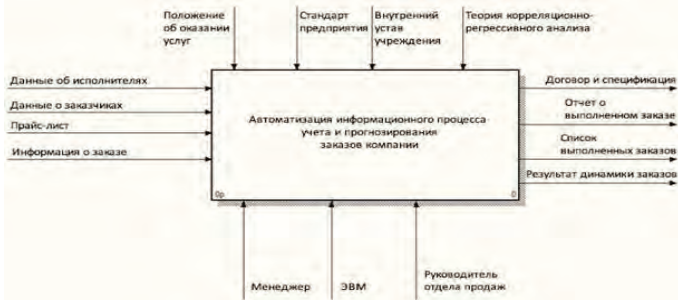 Положение
об оказании
услуг
Стандарт
предприятия
Внутренний
устав
учреждения
Теория корреляционно-
регрессивного анализа
Данные об исполнителях
Данные о заказчиках
Прайс-лист
Информация о заказе
Автоматизация информационного процесса
учета и прогнозирования
заказов компании
0р
0
Договор и спецификация
Отчет о
выполненном заказе
Список
выполненных заказов
Результат динамики заказов
Менеджер
ЭВМ
Руководитель
отдела продаж